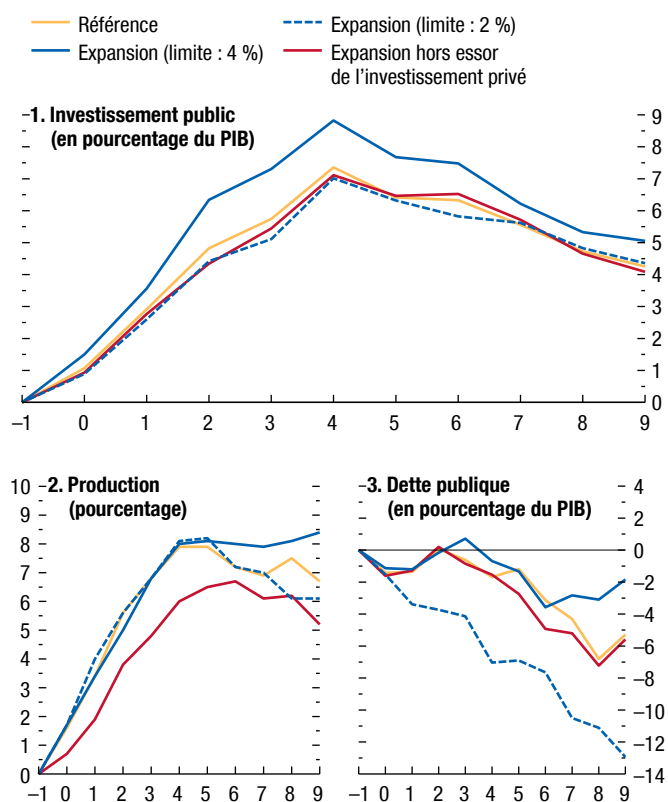 Référence
Expansion (limite : 2 %)
Expansion (limite : 4 %)
Expansion hors essor
de l’investissement privé
1. Investissement public
(en pourcentage du PIB)
9
8
7
6
5
4
3
2
1
0
–1 0 1 2 3 4 5 6 7 8 9
2. Production
(pourcentage)
10
9
8
7
6
5
4
3
2
1
0
–1 0 1 2 3 4 5 6 7 8 9
3. Dette publique
(en pourcentage du PIB)
4
2
0
–2
–4
–6
–8
–10
–12
–14
–1 0 1 2 3 4 5 6 7 8 9